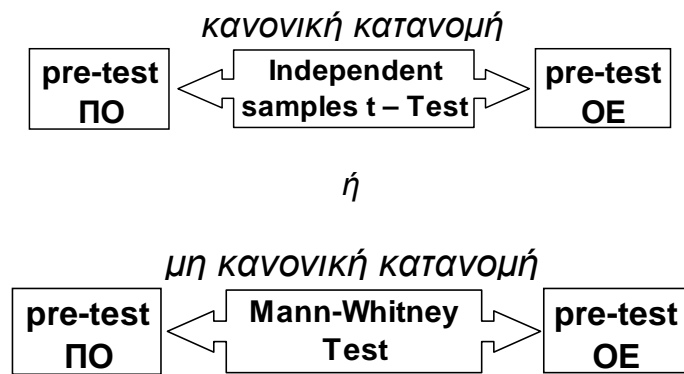 κανονική κατανομή
pre-test
ΠΟ
Independent
samples t – Test
pre-test
ΟΕ
ή
μη κανονική κατανομή
pre-test
ΠΟ
Mann-Whitney
Test
pre-test
ΟΕ